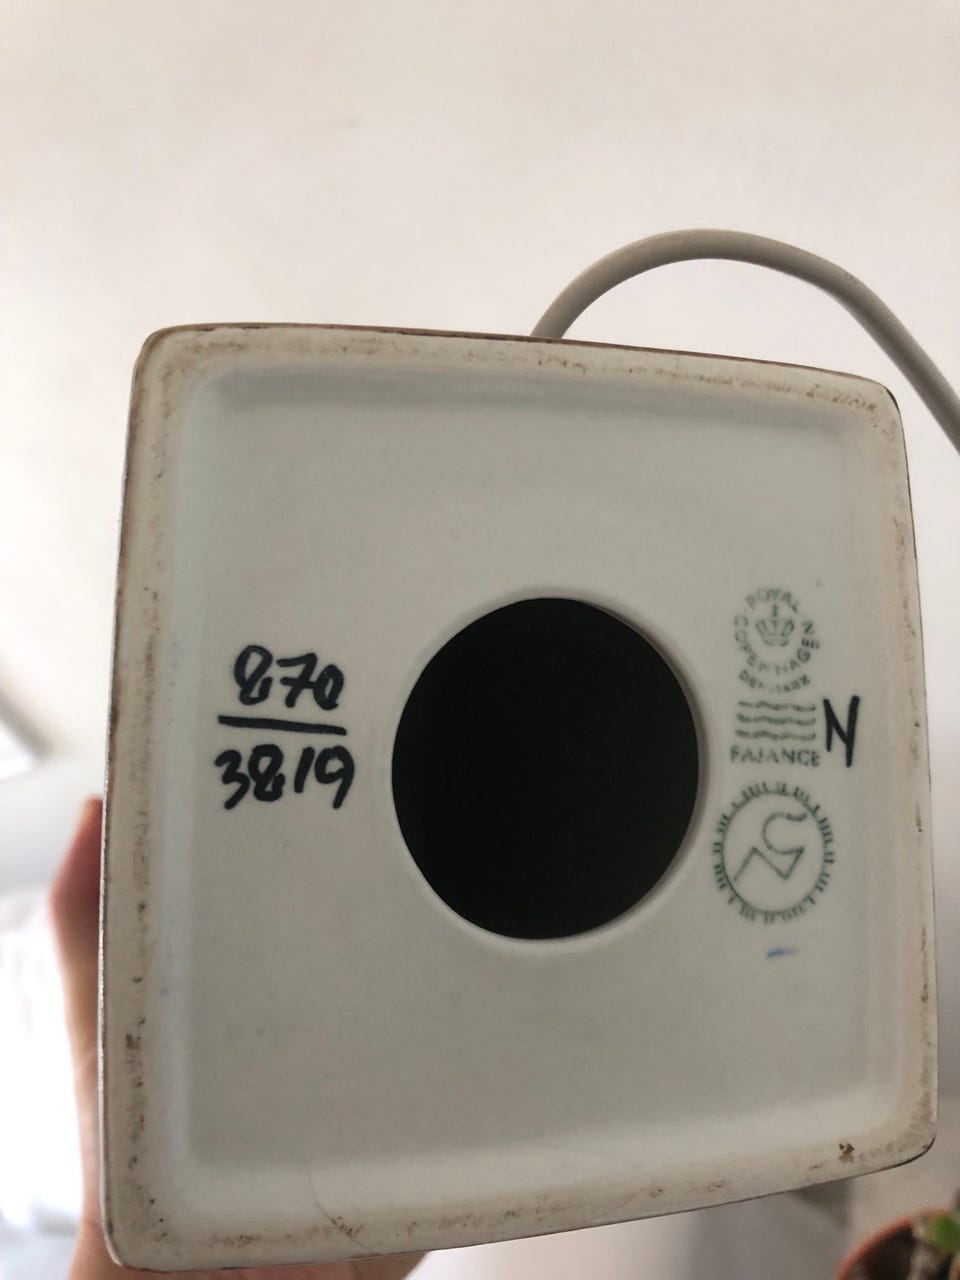 870
3819
ROYAL
COPENHAGEN
DENMARK
FAJANCE
N